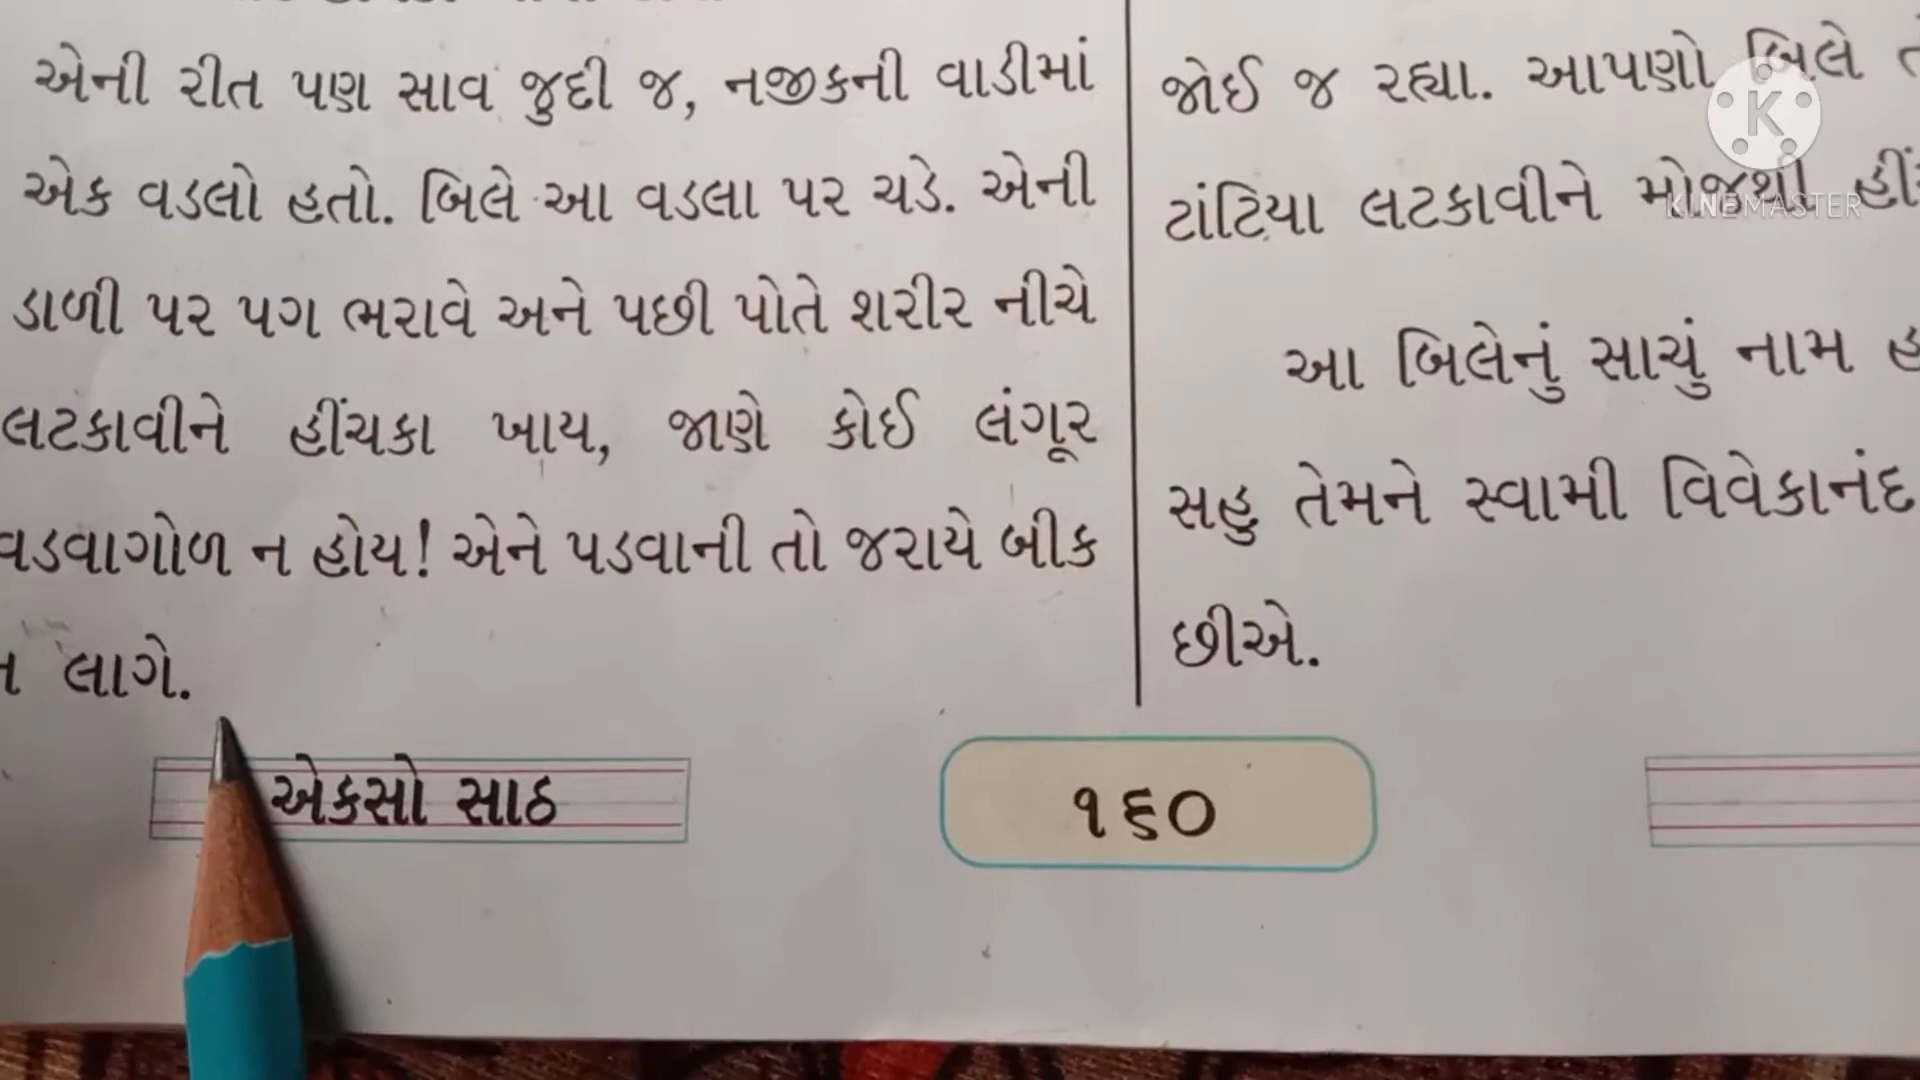 એની રીત પણ સાવ જુદી જ, નજીકની વાડીમાં
એક વડલો હતો. બિલે આ વડલા પર ચડે. એની
ડાળી પર પગ ભરાવે અને પછી પોતે શરીર નીચે
લટકાવીને હીંચકા ખાય, જાણે કોઈ લંગૂર
વડવાગોળ ન હોય! એને પડવાની તો જરાયે બીક
ન લાગે.
જોઈ જ રહ્યા. આપણો બિલે
ટાંટિયા લટકાવીને મોજથી
આ બિલેનું સાચું નામ
સહુ તેમને સ્વામી વિવેકાનંદ
છીએ.
એકસો સાઠ
૧૬૦
K
KINEMASTER